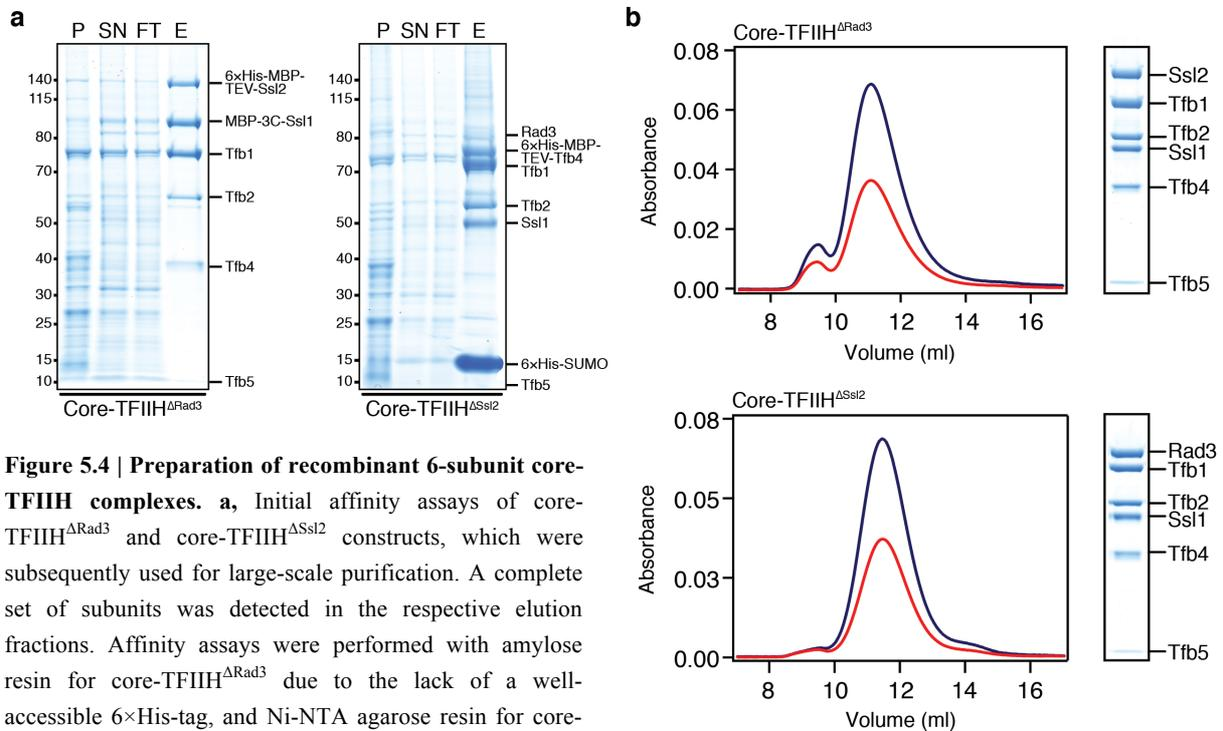 a
P SN FT E
140
115
80
70
50
40
30
25
15
10
6×His-MBP-
TEV-Ssl2
MBP-3C-Ssl1
Tfb1
Tfb2
Tfb4
Tfb5
Core-TFIIH^ΔRad3
P SN FT E
140
115
80
70
50
40
30
25
15
10
Rad3
6×His-MBP-
TEV-Tfb4
Tfb1
Tfb2
Ssl1
6×His-SUMO
Tfb5
Core-TFIIH^ΔSsl2
Figure 5.4 | Preparation of recombinant 6-subunit core-
TFIIH complexes. a, Initial affinity assays of core-
TFIIH^ΔRad3 and core-TFIIH^ΔSsl2 constructs, which were
subsequently used for large-scale purification. A complete
set of subunits was detected in the respective elution
fractions. Affinity assays were performed with amylose
resin for core-TFIIH^ΔRad3 due to the lack of a well-
accessible 6×His-tag, and Ni-NTA agarose resin for core-
b
Core-TFIIH^ΔRad3
Absorbance
0.08
0.06
0.04
0.02
0.00
8 10 12 14 16
Volume (ml)
Ssl2
Tfb1
Tfb2
Ssl1
Tfb4
Tfb5
Core-TFIIH^ΔSsl2
Absorbance
0.08
0.05
0.03
0.00
8 10 12 14 16
Volume (ml)
Rad3
Tfb1
Tfb2
Ssl1
Tfb4
Tfb5